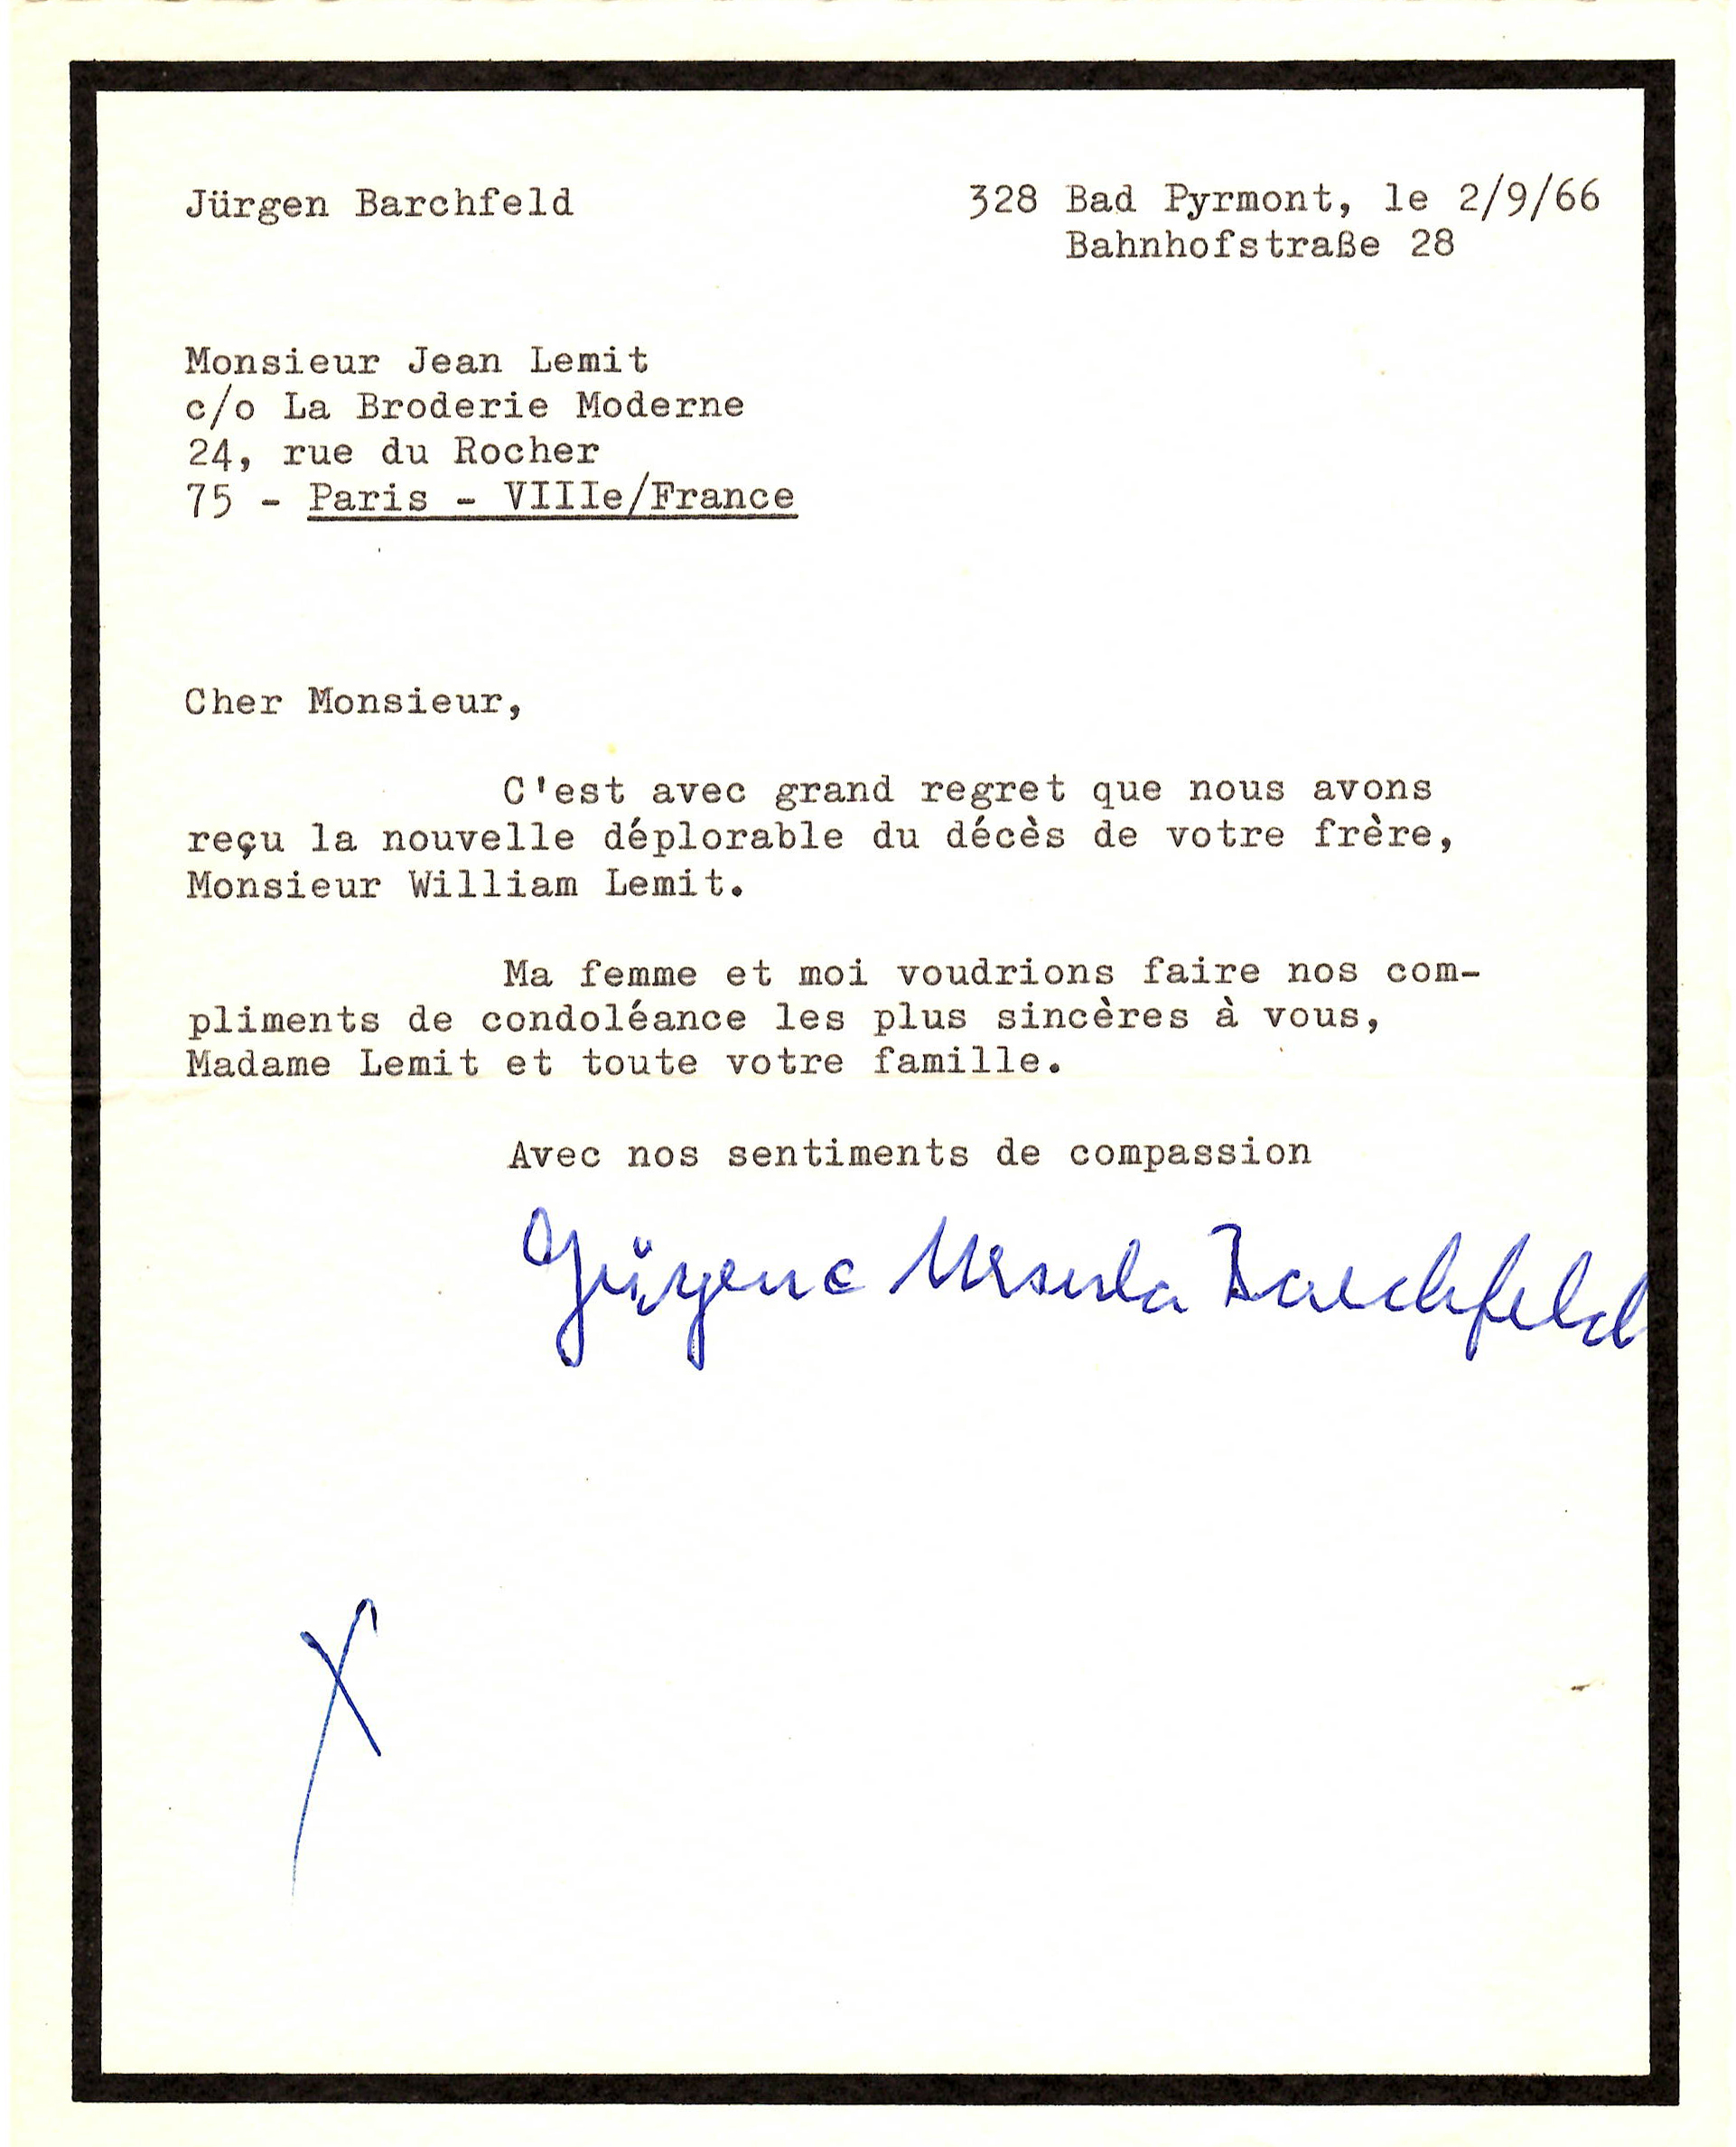 Jürgen Barchfeld
328 Bad Pyrmont, le 2/9/66
Bahnhofstraße 28
Monsieur Jean Lemit
c/o La Broderie Moderne
24, rue du Rocher
75 - Paris - VIIIe/France
Cher Monsieur,
C'est avec grand regret que nous avons
reçu la nouvelle déplorable du décès de votre frère,
Monsieur William Lemit.
Ma femme et moi voudrions faire nos com-
pliments de condoléance les plus sincères à vous,
Madame Lemit et toute votre famille.
Avec nos sentiments de compassion
Jürgen & Ursula Barchfeld